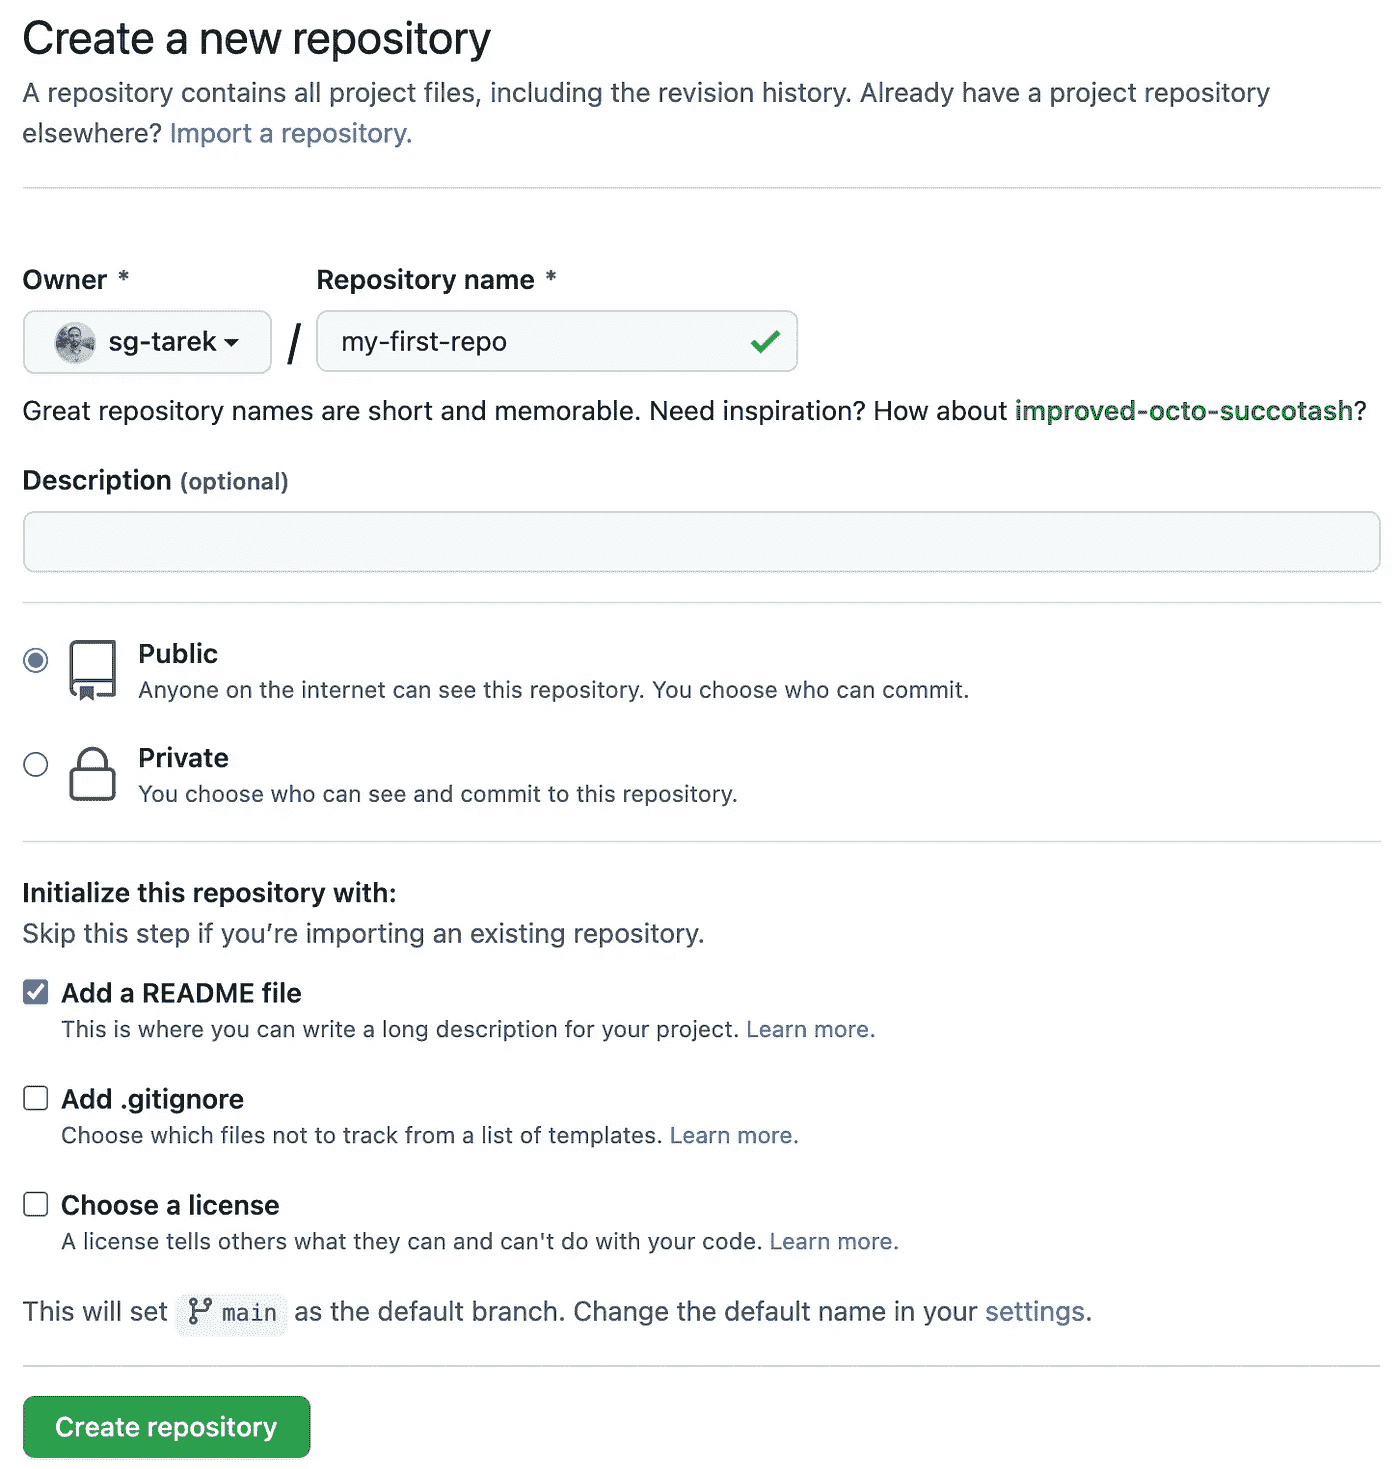 Create a new repository
A repository contains all project files, including the revision history. Already have a project repository
elsewhere? Import a repository.
Owner *
Repository name *
sg-tarek / my-first-repo
Great repository names are short and memorable. Need inspiration? How about improved-octo-succotash?
Description (optional)
Public
Anyone on the internet can see this repository. You choose who can commit.
Private
You choose who can see and commit to this repository.
Initialize this repository with:
Skip this step if you’re importing an existing repository.
Add a README file
This is where you can write a long description for your project. Learn more.
Add .gitignore
Choose which files not to track from a list of templates. Learn more.
Choose a license
A license tells others what they can and can't do with your code. Learn more.
This will set main as the default branch. Change the default name in your settings.
Create repository